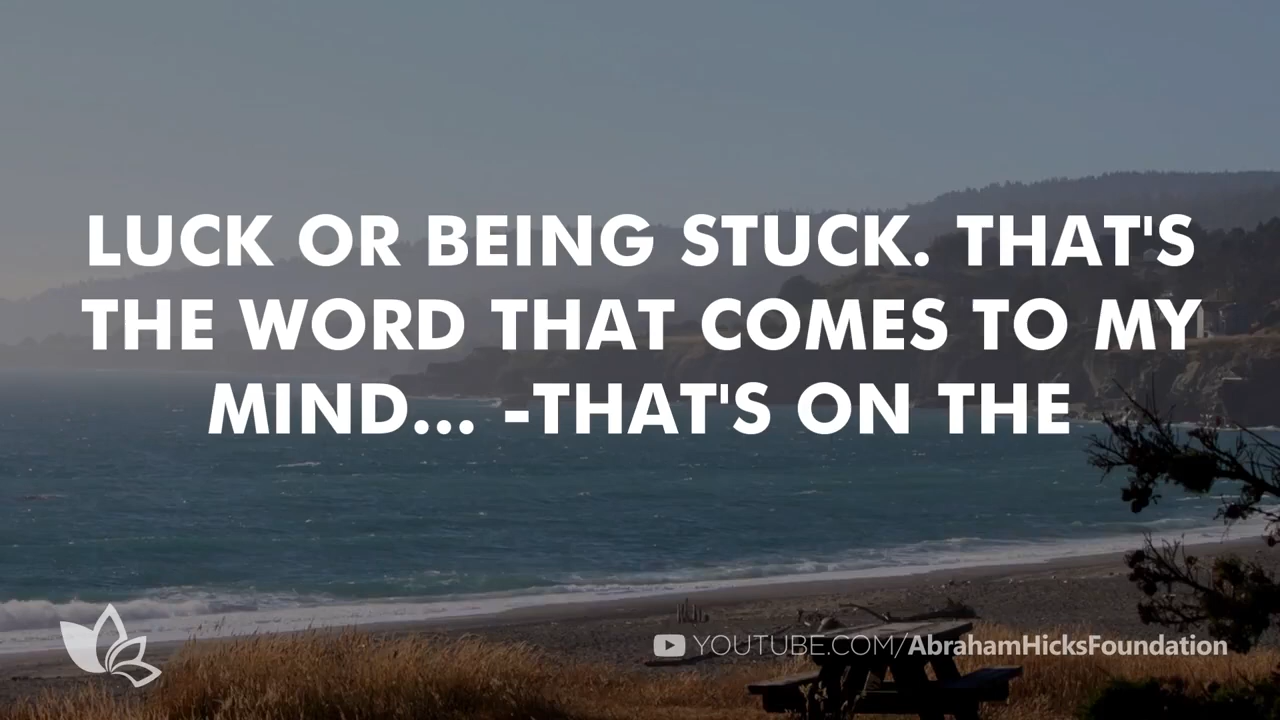 LUCK OR BEING STUCK. THAT'S
THE WORD THAT COMES TO MY
MIND... -THAT'S ON THE
YOUTUBE.COM/AbrahamHicksFoundation